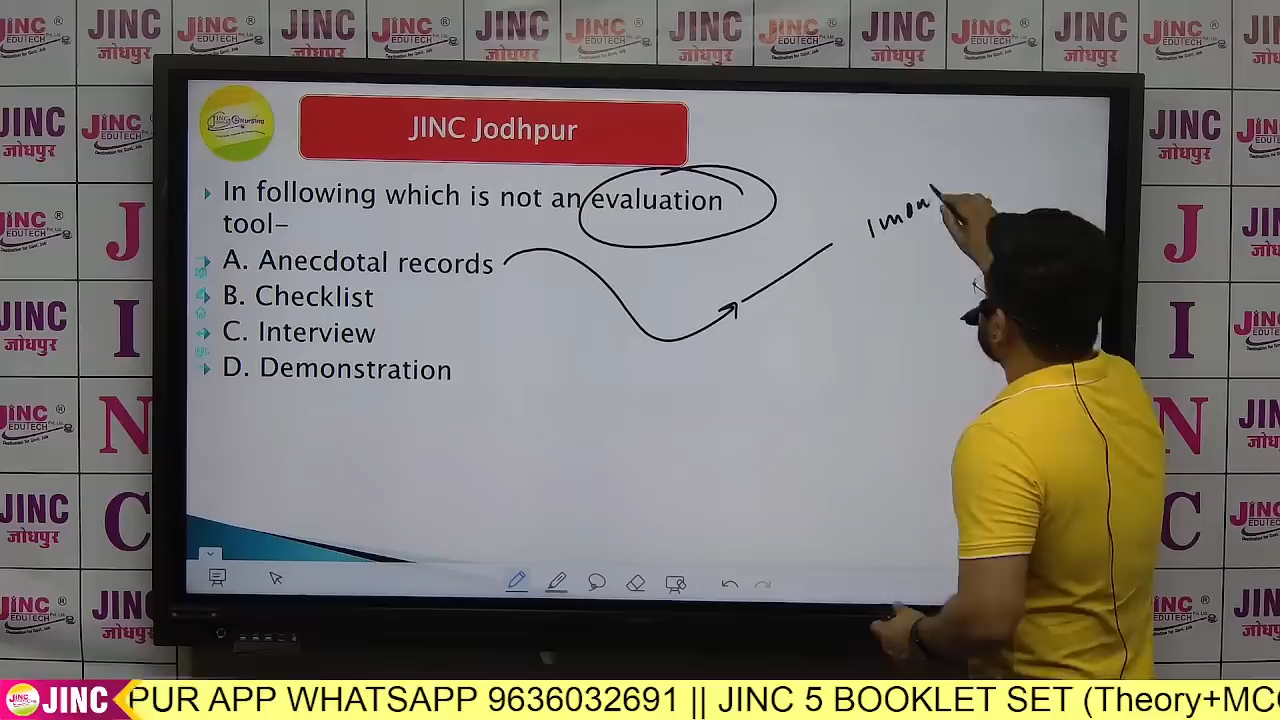 JINC Jodhpur
In following which is not an evaluation
tool-
A. Anecdotal records
B. Checklist
C. Interview
D. Demonstration
JINC
EDUTECH
जोधपुर
J
I
N
C
JINC
PUR APP WHATSAPP 9636032691 || JINC 5 BOOKLET SET (Theory+MC